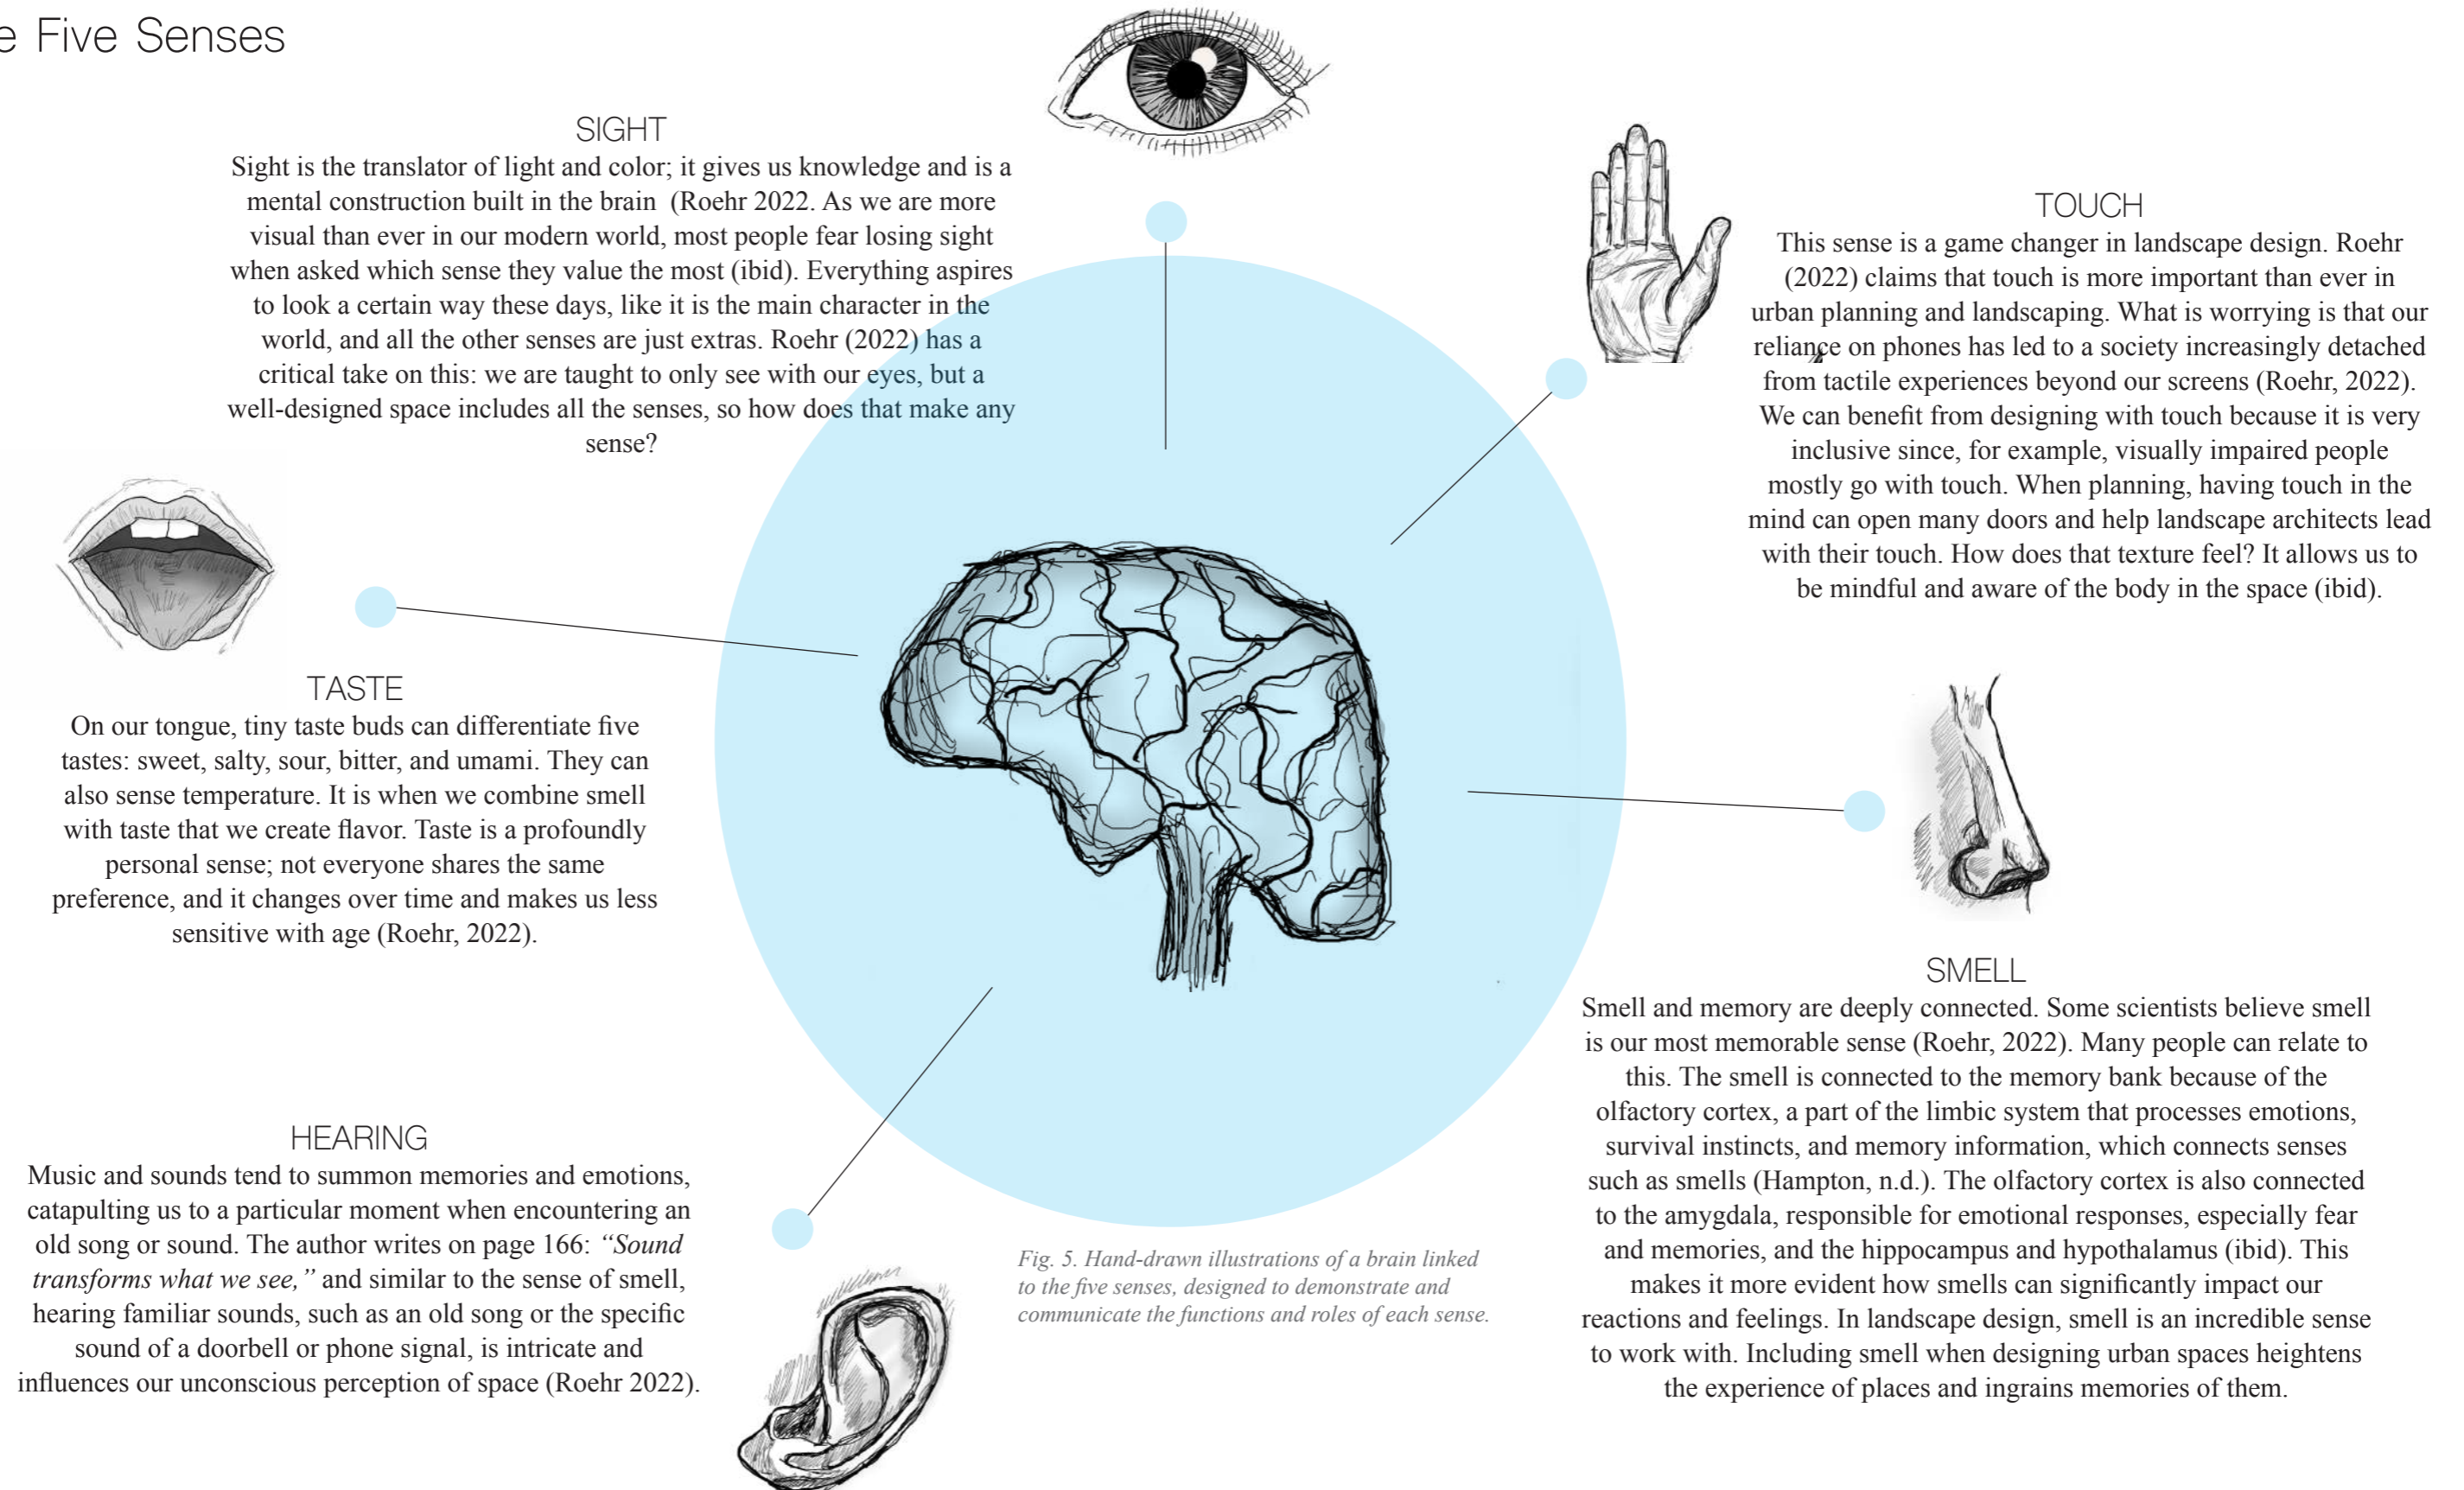 e Five Senses
SIGHT
Sight is the translator of light and color; it gives us knowledge and is a
mental construction built in the brain (Roehr 2022. As we are more
visual than ever in our modern world, most people fear losing sight
when asked which sense they value the most (ibid). Everything aspires
to look a certain way these days, like it is the main character in the
world, and all the other senses are just extras. Roehr (2022) has a
critical take on this: we are taught to only see with our eyes, but a
well-designed space includes all the senses, so how does that make any
sense?
TOUCH
This sense is a game changer in landscape design. Roehr
(2022) claims that touch is more important than ever in
urban planning and landscaping. What is worrying is that our
reliance on phones has led to a society increasingly detached
from tactile experiences beyond our screens (Roehr, 2022).
We can benefit from designing with touch because it is very
inclusive since, for example, visually impaired people
mostly go with touch. When planning, having touch in the
mind can open many doors and help landscape architects lead
with their touch. How does that texture feel? It allows us to
be mindful and aware of the body in the space (ibid).
TASTE
On our tongue, tiny taste buds can differentiate five
tastes: sweet, salty, sour, bitter, and umami. They can
also sense temperature. It is when we combine smell
with taste that we create flavor. Taste is a profoundly
personal sense; not everyone shares the same
preference, and it changes over time and makes us less
sensitive with age (Roehr, 2022).
SMELL
Smell and memory are deeply connected. Some scientists believe smell
is our most memorable sense (Roehr, 2022). Many people can relate to
this. The smell is connected to the memory bank because of the
olfactory cortex, a part of the limbic system that processes emotions,
survival instincts, and memory information, which connects senses
such as smells (Hampton, n.d.). The olfactory cortex is also connected
to the amygdala, responsible for emotional responses, especially fear
and memories, and the hippocampus and hypothalamus (ibid). This
makes it more evident how smells can significantly impact our
reactions and feelings. In landscape design, smell is an incredible sense
to work with. Including smell when designing urban spaces heightens
the experience of places and ingrains memories of them.
HEARING
Music and sounds tend to summon memories and emotions,
catapulting us to a particular moment when encountering an
old song or sound. The author writes on page 166: “Sound
transforms what we see,” and similar to the sense of smell,
hearing familiar sounds, such as an old song or the specific
sound of a doorbell or phone signal, is intricate and
influences our unconscious perception of space (Roehr 2022).
Fig. 5. Hand-drawn illustrations of a brain linked
to the five senses, designed to demonstrate and
communicate the functions and roles of each sense.